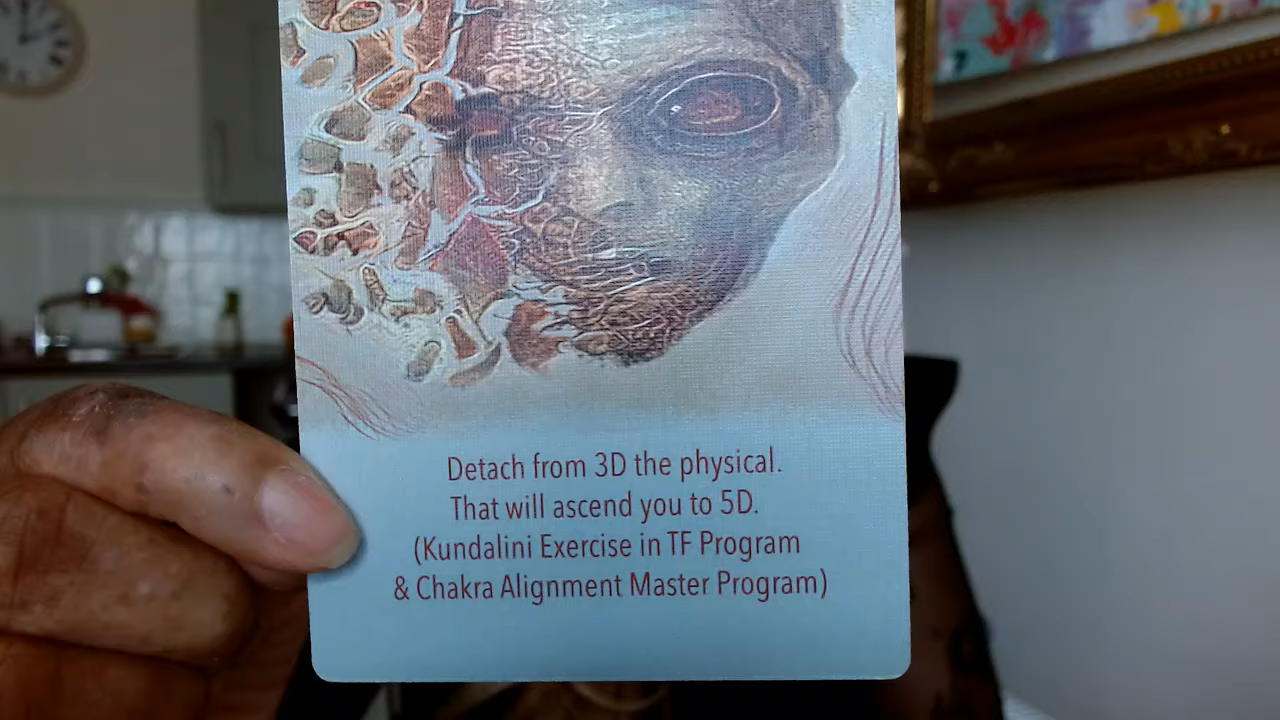 Detach from 3D the physical.
That will ascend you to 5D.
(Kundalini Exercise in TF Program
& Chakra Alignment Master Program)